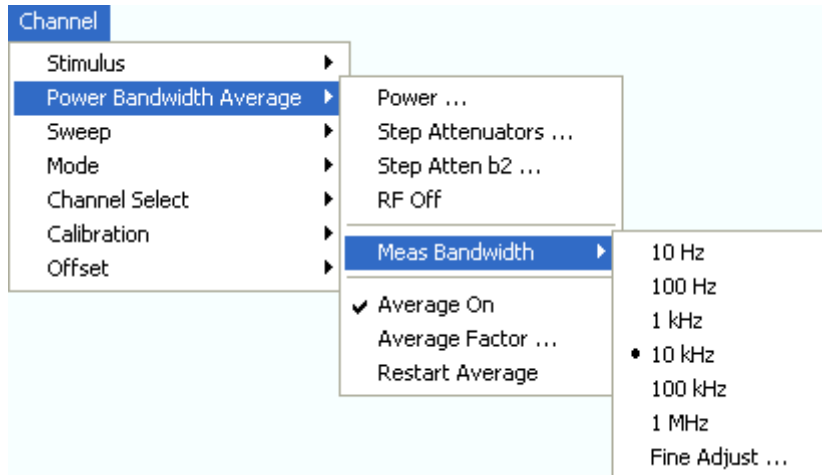 Channel
Stimulus
Power Bandwidth Average
Sweep
Mode
Channel Select
Calibration
Offset
Power ...
Step Attenuators ...
Step Atten b2 ...
RF Off
Meas Bandwidth
Average On
Average Factor ...
Restart Average
10 Hz
100 Hz
1 kHz
10 kHz
100 kHz
1 MHz
Fine Adjust ...